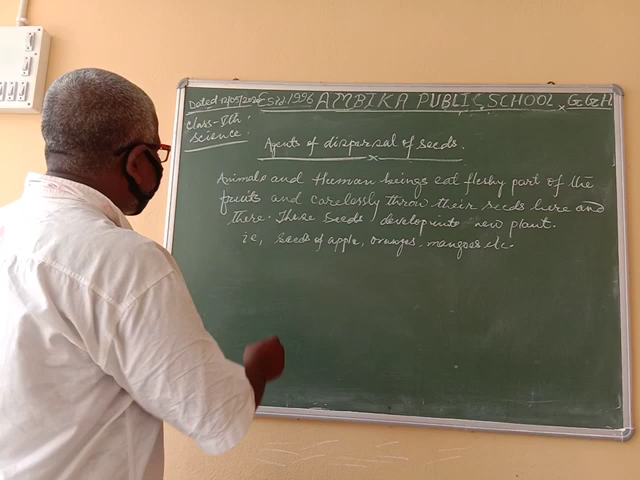 Dated-12/05/2020 Estd.1996 AMBIKA PUBLIC SCHOOL
Class-8th
Science:
Agents of dispersal of seeds.
Animals and Human beings eat fleshy part of the
fruits and carelessly throw their seeds here and
there. These seeds develop into new plant.
ie, seeds of apple, oranges, mangoes etc.